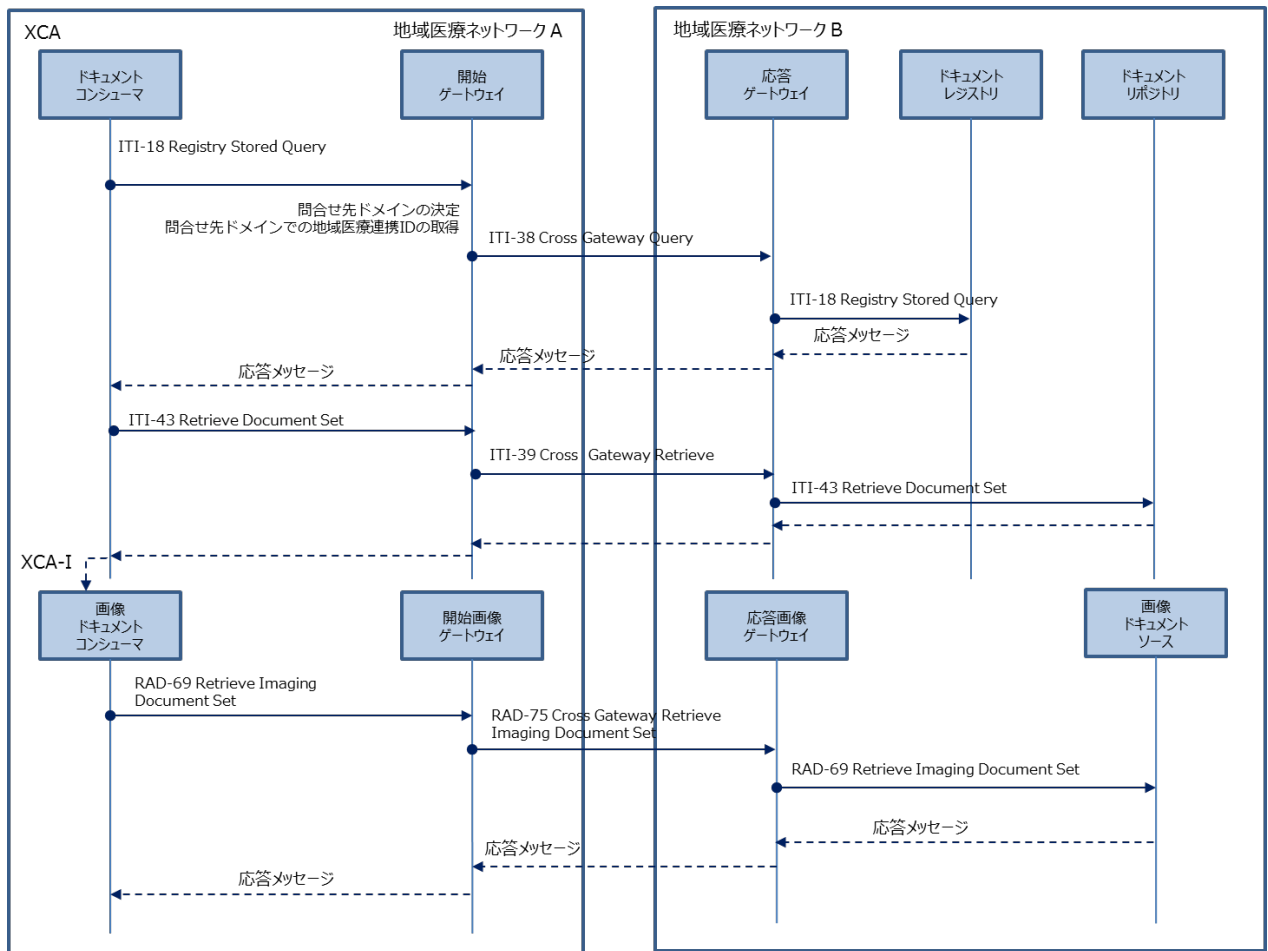 XCA
地域医療ネットワーク A
地域医療ネットワーク B
ドキュメント
コンシューマ
開始
ゲートウェイ
応答
ゲートウェイ
ドキュメント
レジストリ
ドキュメント
リポジトリ
ITI-18 Registry Stored Query
問合せ先ドメインの決定
問合せ先ドメインでの地域医療連携IDの取得
ITI-38 Cross Gateway Query
ITI-18 Registry Stored Query
応答メッセージ
応答メッセージ
応答メッセージ
ITI-43 Retrieve Document Set
ITI-39 Cross Gateway Retrieve
ITI-43 Retrieve Document Set
XCA-I
画像
ドキュメント
コンシューマ
開始画像
ゲートウェイ
応答画像
ゲートウェイ
画像
ドキュメント
ソース
RAD-69 Retrieve Imaging
Document Set
RAD-75 Cross Gateway Retrieve
Imaging Document Set
RAD-69 Retrieve Imaging Document Set
応答メッセージ
応答メッセージ
応答メッセージ